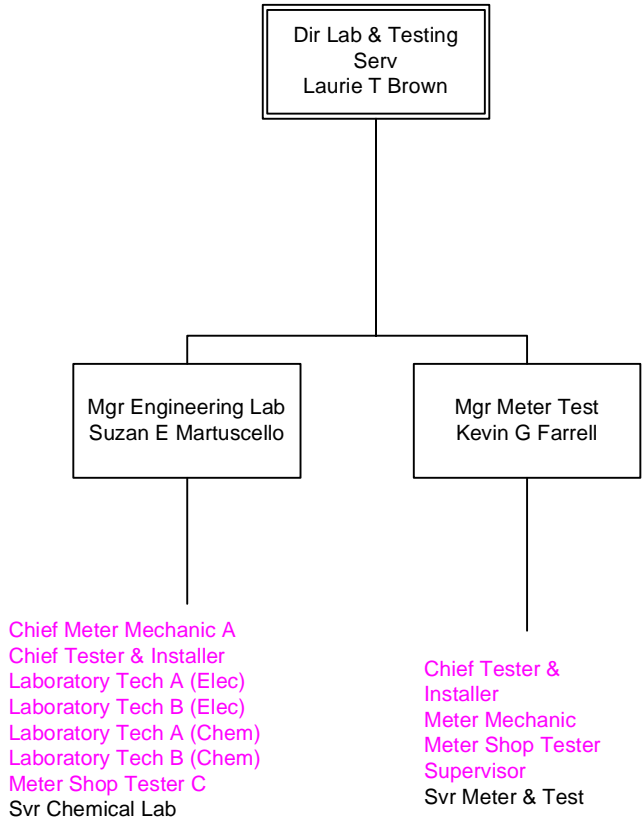 Dir Lab & Testing
Serv
Laurie T Brown
Mgr Engineering Lab
Suzan E Martuscello
Mgr Meter Test
Kevin G Farrell
Chief Meter Mechanic A
Chief Tester & Installer
Laboratory Tech A (Elec)
Laboratory Tech B (Elec)
Laboratory Tech A (Chem)
Laboratory Tech B (Chem)
Meter Shop Tester C
Svr Chemical Lab
Chief Tester &
Installer
Meter Mechanic
Meter Shop Tester
Supervisor
Svr Meter & Test